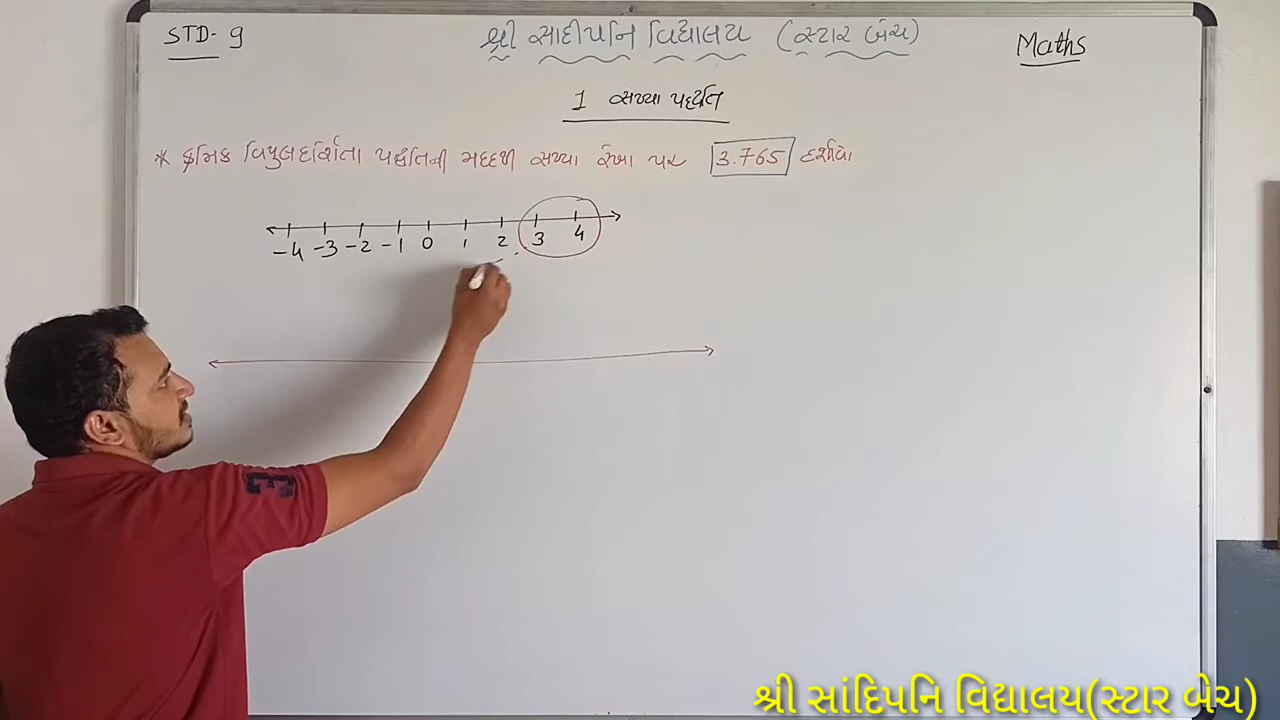 STD- 9
શ્રી સાદીપનિ વિદ્યાલય (સ્ટાર બેચ)
Maths
1 સંખ્યા પદ્ધતિ
* ક્રમિક વિપુલદર્શિતા પદ્ધતિની મદદથી સંખ્યા રેખા પર 3.765 દર્શાવો
-4 -3 -2 -1 0 1 2 3 4
E
શ્રી સાંદિપનિ વિદ્યાલય(સ્ટાર બેચ)